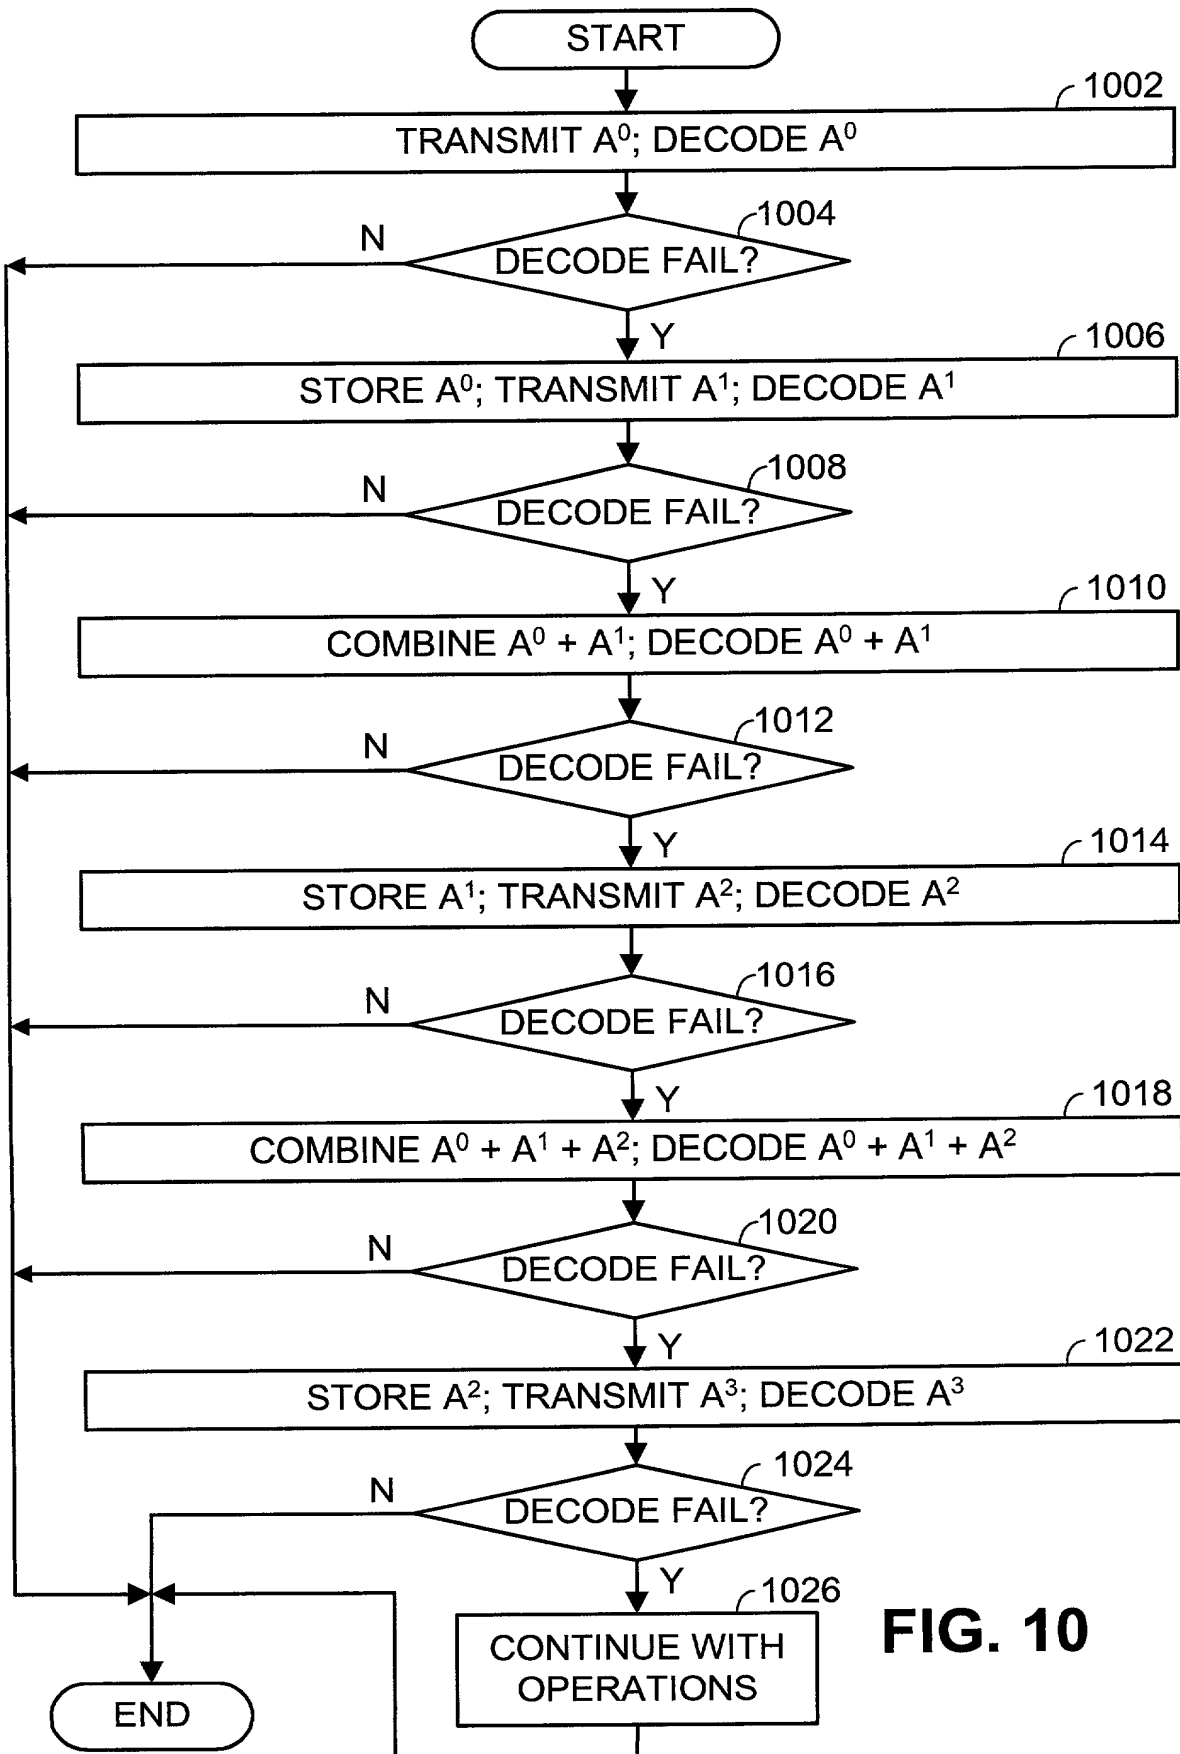 START
1002
TRANSMIT A⁰; DECODE A⁰
1004
N
DECODE FAIL?
Y
1006
STORE A⁰; TRANSMIT A¹; DECODE A¹
1008
N
DECODE FAIL?
Y
1010
COMBINE A⁰ + A¹; DECODE A⁰ + A¹
1012
N
DECODE FAIL?
Y
1014
STORE A¹; TRANSMIT A²; DECODE A²
1016
N
DECODE FAIL?
Y
1018
COMBINE A⁰ + A¹ + A²; DECODE A⁰ + A¹ + A²
1020
N
DECODE FAIL?
Y
1022
STORE A²; TRANSMIT A³; DECODE A³
1024
N
DECODE FAIL?
Y
1026
CONTINUE WITH
OPERATIONS
FIG. 10
END